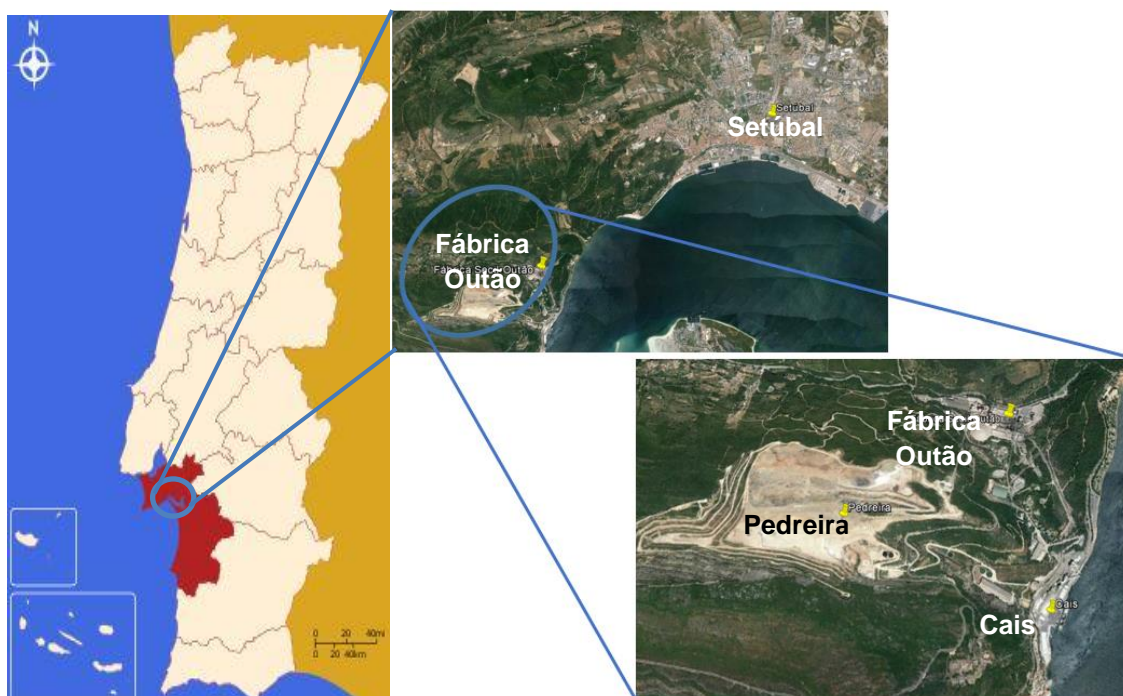 N
Setúbal
Setúbal
Fábrica
Outão
Fábrica Secil Outão
0 20 40mi
0 20 40km
Fábrica
Outão
Pedreira
Pedreira
Cais
Cais